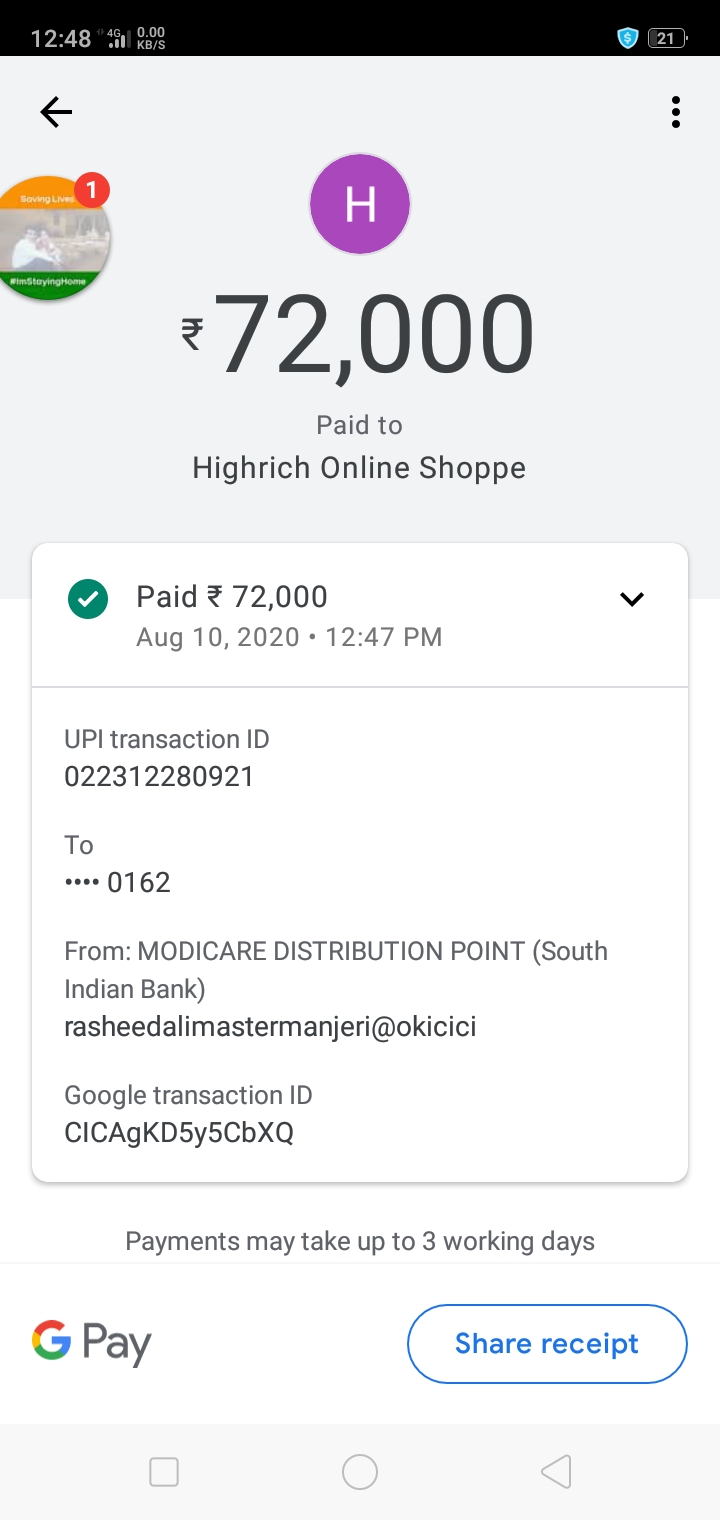 12:48 4G 0.00 KB/S 21
1
Saving Lives
#ImStayingHome
H
₹72,000
Paid to
Highrich Online Shoppe
Paid ₹ 72,000
Aug 10, 2020 • 12:47 PM
UPI transaction ID
022312280921
To
•••• 0162
From: MODICARE DISTRIBUTION POINT (South
Indian Bank)
rasheedalimastermanjeri@okicici
Google transaction ID
CICAgKD5y5CbXQ
Payments may take up to 3 working days
G Pay
Share receipt